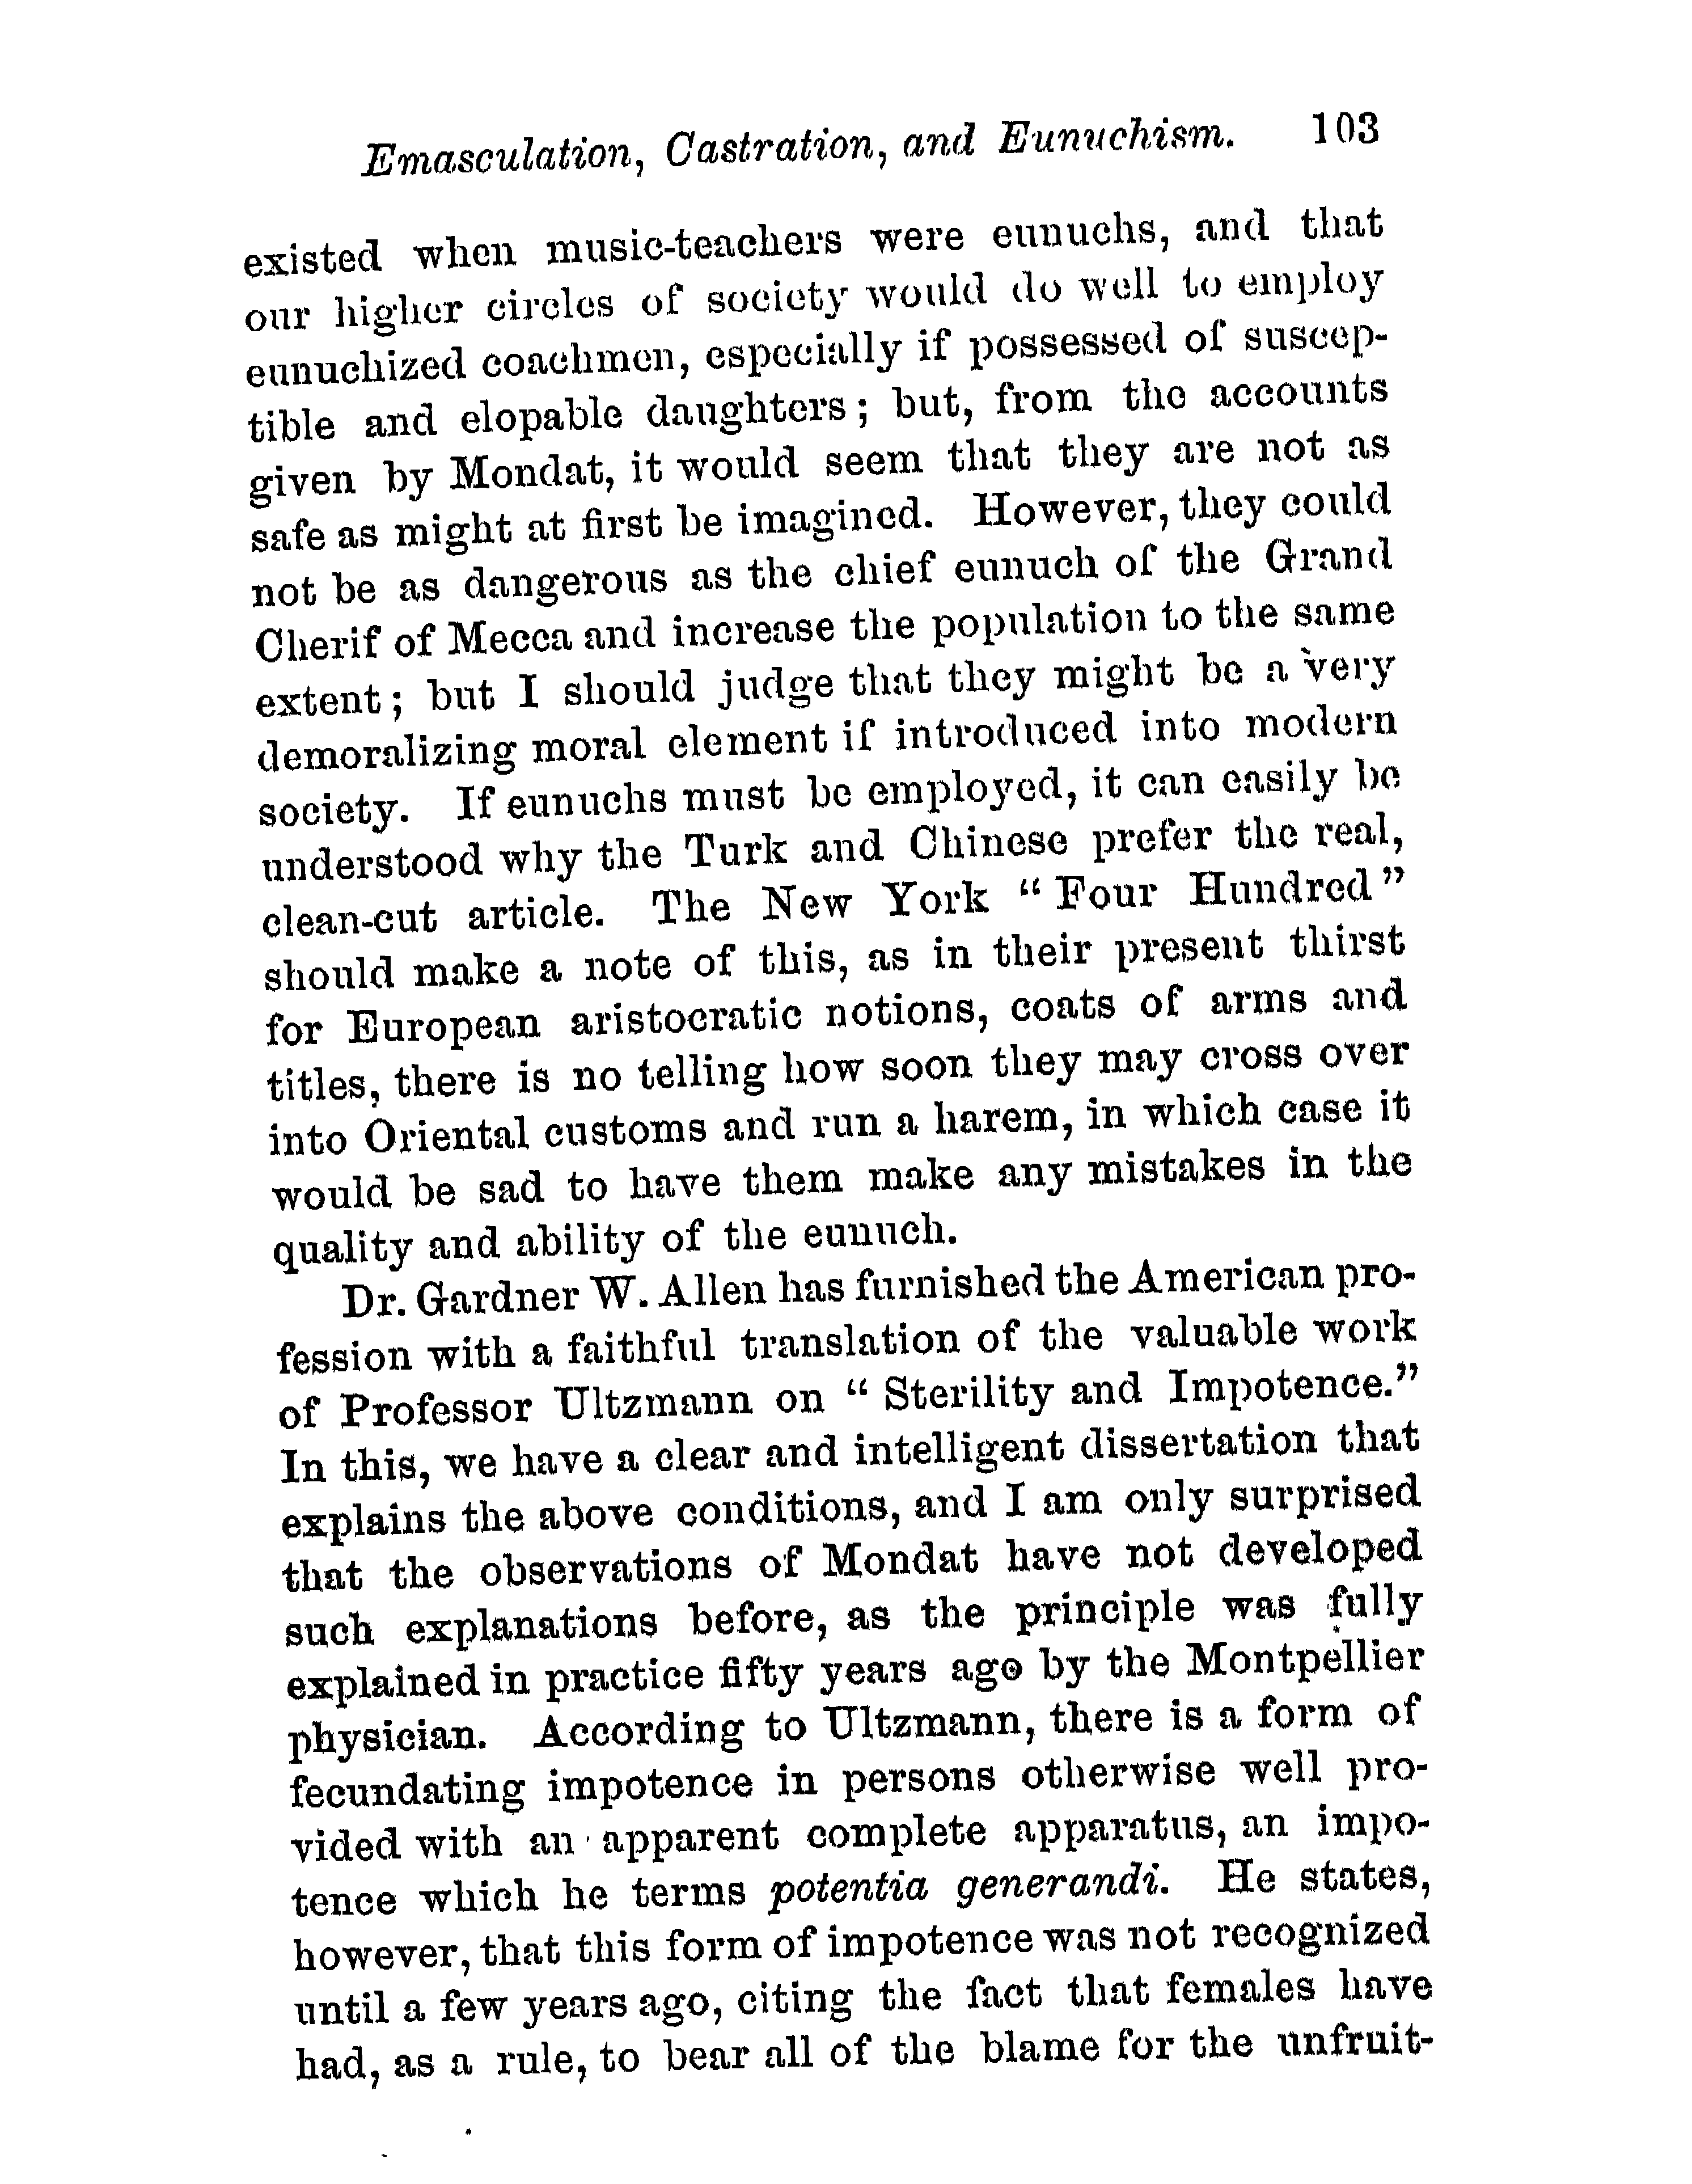 Emasculation, Castration, and Eunuchism. 103
existed when music-teachers were eunuchs, and that
our higher circles of society would do well to employ
eunuchized coachmen, especially if possessed of suscep-
tible and elopable daughters; but, from the accounts
given by Mondat, it would seem that they are not as
safe as might at first be imagined. However, they could
not be as dangerous as the chief eunuch of the Grand
Cherif of Mecca and increase the population to the same
extent; but I should judge that they might be a very
demoralizing moral element if introduced into modern
society. If eunuchs must be employed, it can easily be
understood why the Turk and Chinese prefer the real,
clean-cut article. The New York “Four Hundred”
should make a note of this, as in their present thirst
for European aristocratic notions, coats of arms and
titles, there is no telling how soon they may cross over
into Oriental customs and run a harem, in which case it
would be sad to have them make any mistakes in the
quality and ability of the eunuch.
Dr. Gardner W. Allen has furnished the American pro-
fession with a faithful translation of the valuable work
of Professor Ultzmann on “Sterility and Impotence.”
In this, we have a clear and intelligent dissertation that
explains the above conditions, and I am only surprised
that the observations of Mondat have not developed
such explanations before, as the principle was fully
explained in practice fifty years ago by the Montpellier
physician. According to Ultzmann, there is a form of
fecundating impotence in persons otherwise well pro-
vided with an apparent complete apparatus, an impo-
tence which he terms potentia generandi. He states,
however, that this form of impotence was not recognized
until a few years ago, citing the fact that females have
had, as a rule, to bear all of the blame for the unfruit-